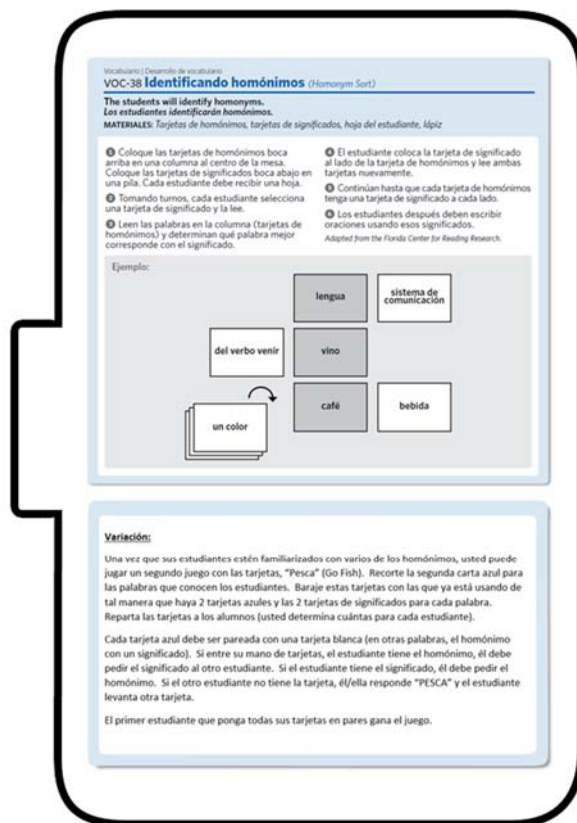 Vocabulario | Desarrollo de vocabulario
VOC-38 Identificando homónimos (Homonym Sort)
The students will identify homonyms.
Los estudiantes identificarán homónimos.
MATERIALES: Tarjetas de homónimos, tarjetas de significados, hoja del estudiante, lápiz
1 Coloque las tarjetas de homónimos boca
arriba en una columna al centro de la mesa.
Coloque las tarjetas de significados boca abajo en
una pila. Cada estudiante debe recibir una hoja.
2 Tomando turnos, cada estudiante selecciona
una tarjeta de significado y la lee.
3 Leen las palabras en la columna (tarjetas de
homónimos) y determinan qué palabra mejor
corresponde con el significado.
4 El estudiante coloca la tarjeta de significado
al lado de la tarjeta de homónimos y lee ambas
tarjetas nuevamente.
5 Continúan hasta que cada tarjeta de homónimos
tenga una tarjeta de significado a cada lado.
6 Los estudiantes después deben escribir
oraciones usando esos significados.
Adapted from the Florida Center for Reading Research.
Ejemplo:
lengua
sistema de
comunicación
del verbo venir
vino
café
bebida
un color
Variación:
Una vez que sus estudiantes estén familiarizados con varios de los homónimos, usted puede
jugar un segundo juego con las tarjetas, "Pesca" (Go Fish). Recorte la segunda carta azul para
las palabras que conocen los estudiantes. Baraje estas tarjetas con las que ya está usando de
tal manera que haya 2 tarjetas azules y las 2 tarjetas de significados para cada palabra.
Reparta las tarjetas a los alumnos (usted determina cuántas para cada estudiante).
Cada tarjeta azul debe ser pareada con una tarjeta blanca (en otras palabras, el homónimo
con un significado). Si entre su mano de tarjetas, el estudiante tiene el homónimo, él debe
pedir el significado al otro estudiante. Si el estudiante tiene el significado, él debe pedir el
homónimo. Si el otro estudiante no tiene la tarjeta, él/ella responde "PESCA" y el estudiante
levanta otra tarjeta.
El primer estudiante que ponga todas sus tarjetas en pares gana el juego.